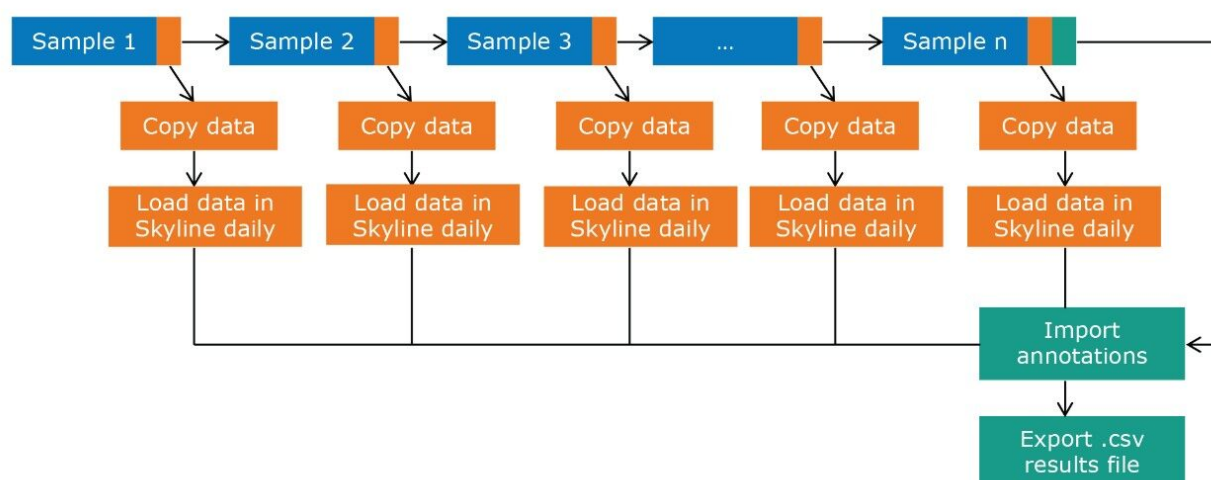 Sample 1
Sample 2
Sample 3
...
Sample n
Copy data
Copy data
Copy data
Copy data
Copy data
Load data in
Skyline daily
Load data in
Skyline daily
Load data in
Skyline daily
Load data in
Skyline daily
Load data in
Skyline daily
Import
annotations
Export .csv
results file